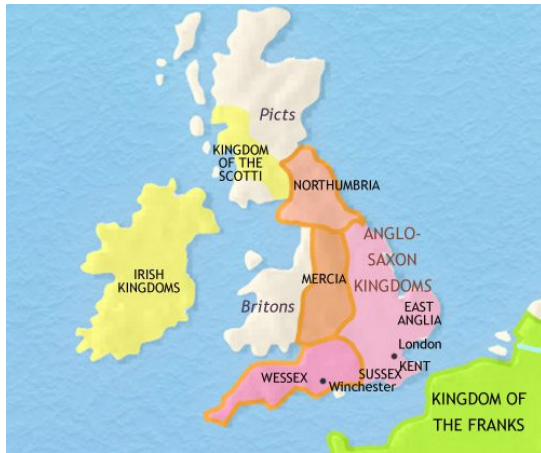 Picts
KINGDOM
OF THE
SCOTTI
NORTHUMBRIA
ANGLO-
SAXON
KINGDOMS
IRISH
KINGDOMS
MERCIA
Britons
EAST
ANGLIA
London
KENT
SUSSEX
WESSEX
Winchester
KINGDOM OF
THE FRANKS